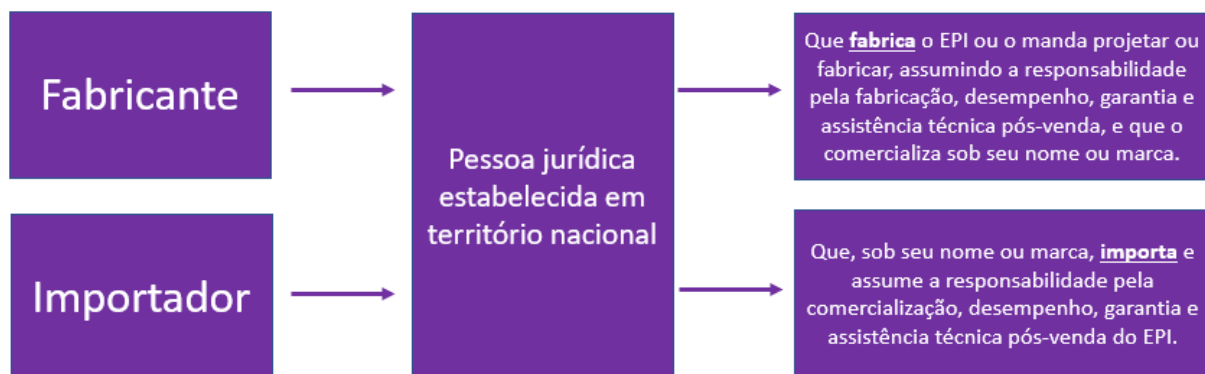 Fabricante
Importador
Pessoa jurídica
estabelecida em
território nacional
Que fabrica o EPI ou o manda projetar ou
fabricar, assumindo a responsabilidade
pela fabricação, desempenho, garantia e
assistência técnica pós-venda, e que o
comercializa sob seu nome ou marca.
Que, sob seu nome ou marca, importa e
assume a responsabilidade pela
comercialização, desempenho, garantia e
assistência técnica pós-venda do EPI.